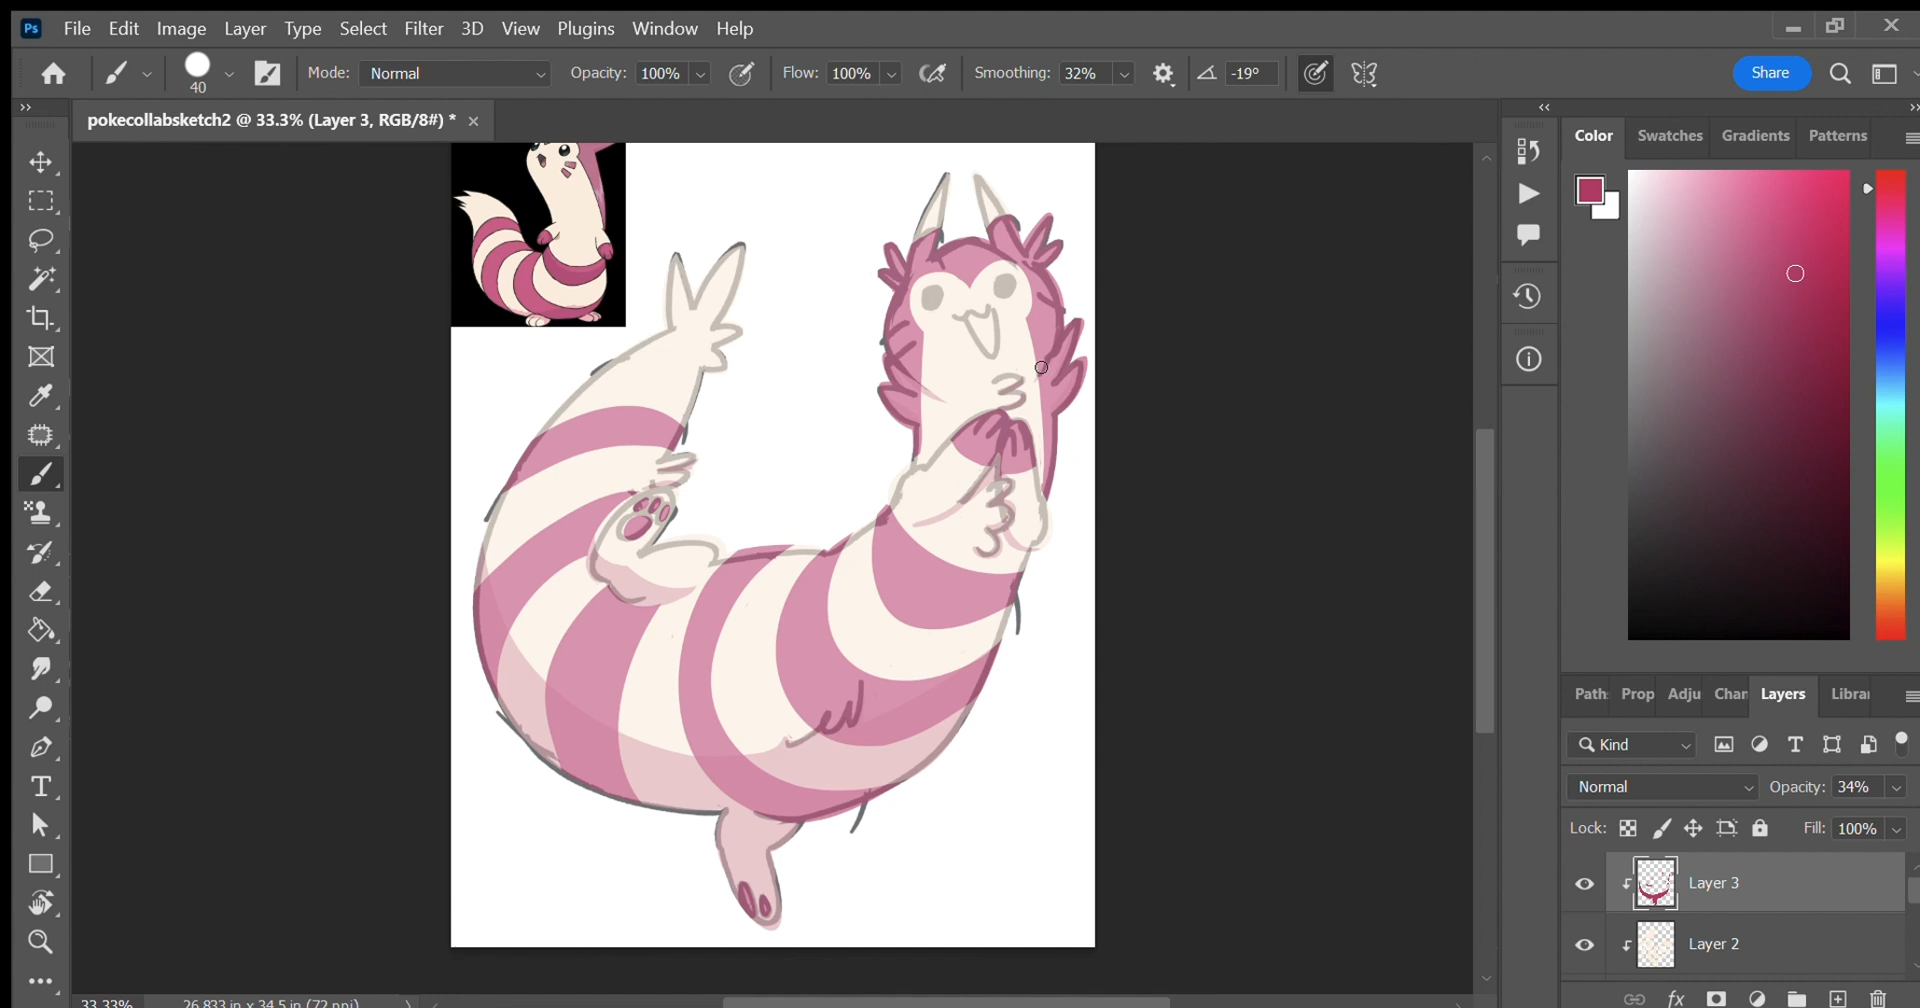 Ps File Edit Image Layer Type Select Filter 3D View Plugins Window Help
40 Mode: Normal Opacity: 100% Flow: 100% Smoothing: 32% -19° Share
pokecollabsketch2 @ 33.3% (Layer 3, RGB/8#) *
Color Swatches Gradients Patterns
Path Prop Adju Char Layers Librar
Kind
Normal Opacity: 34%
Lock: Fill: 100%
Layer 3
Layer 2
fx
33.33% 26.833 in x 34.5 in (72 ppi)